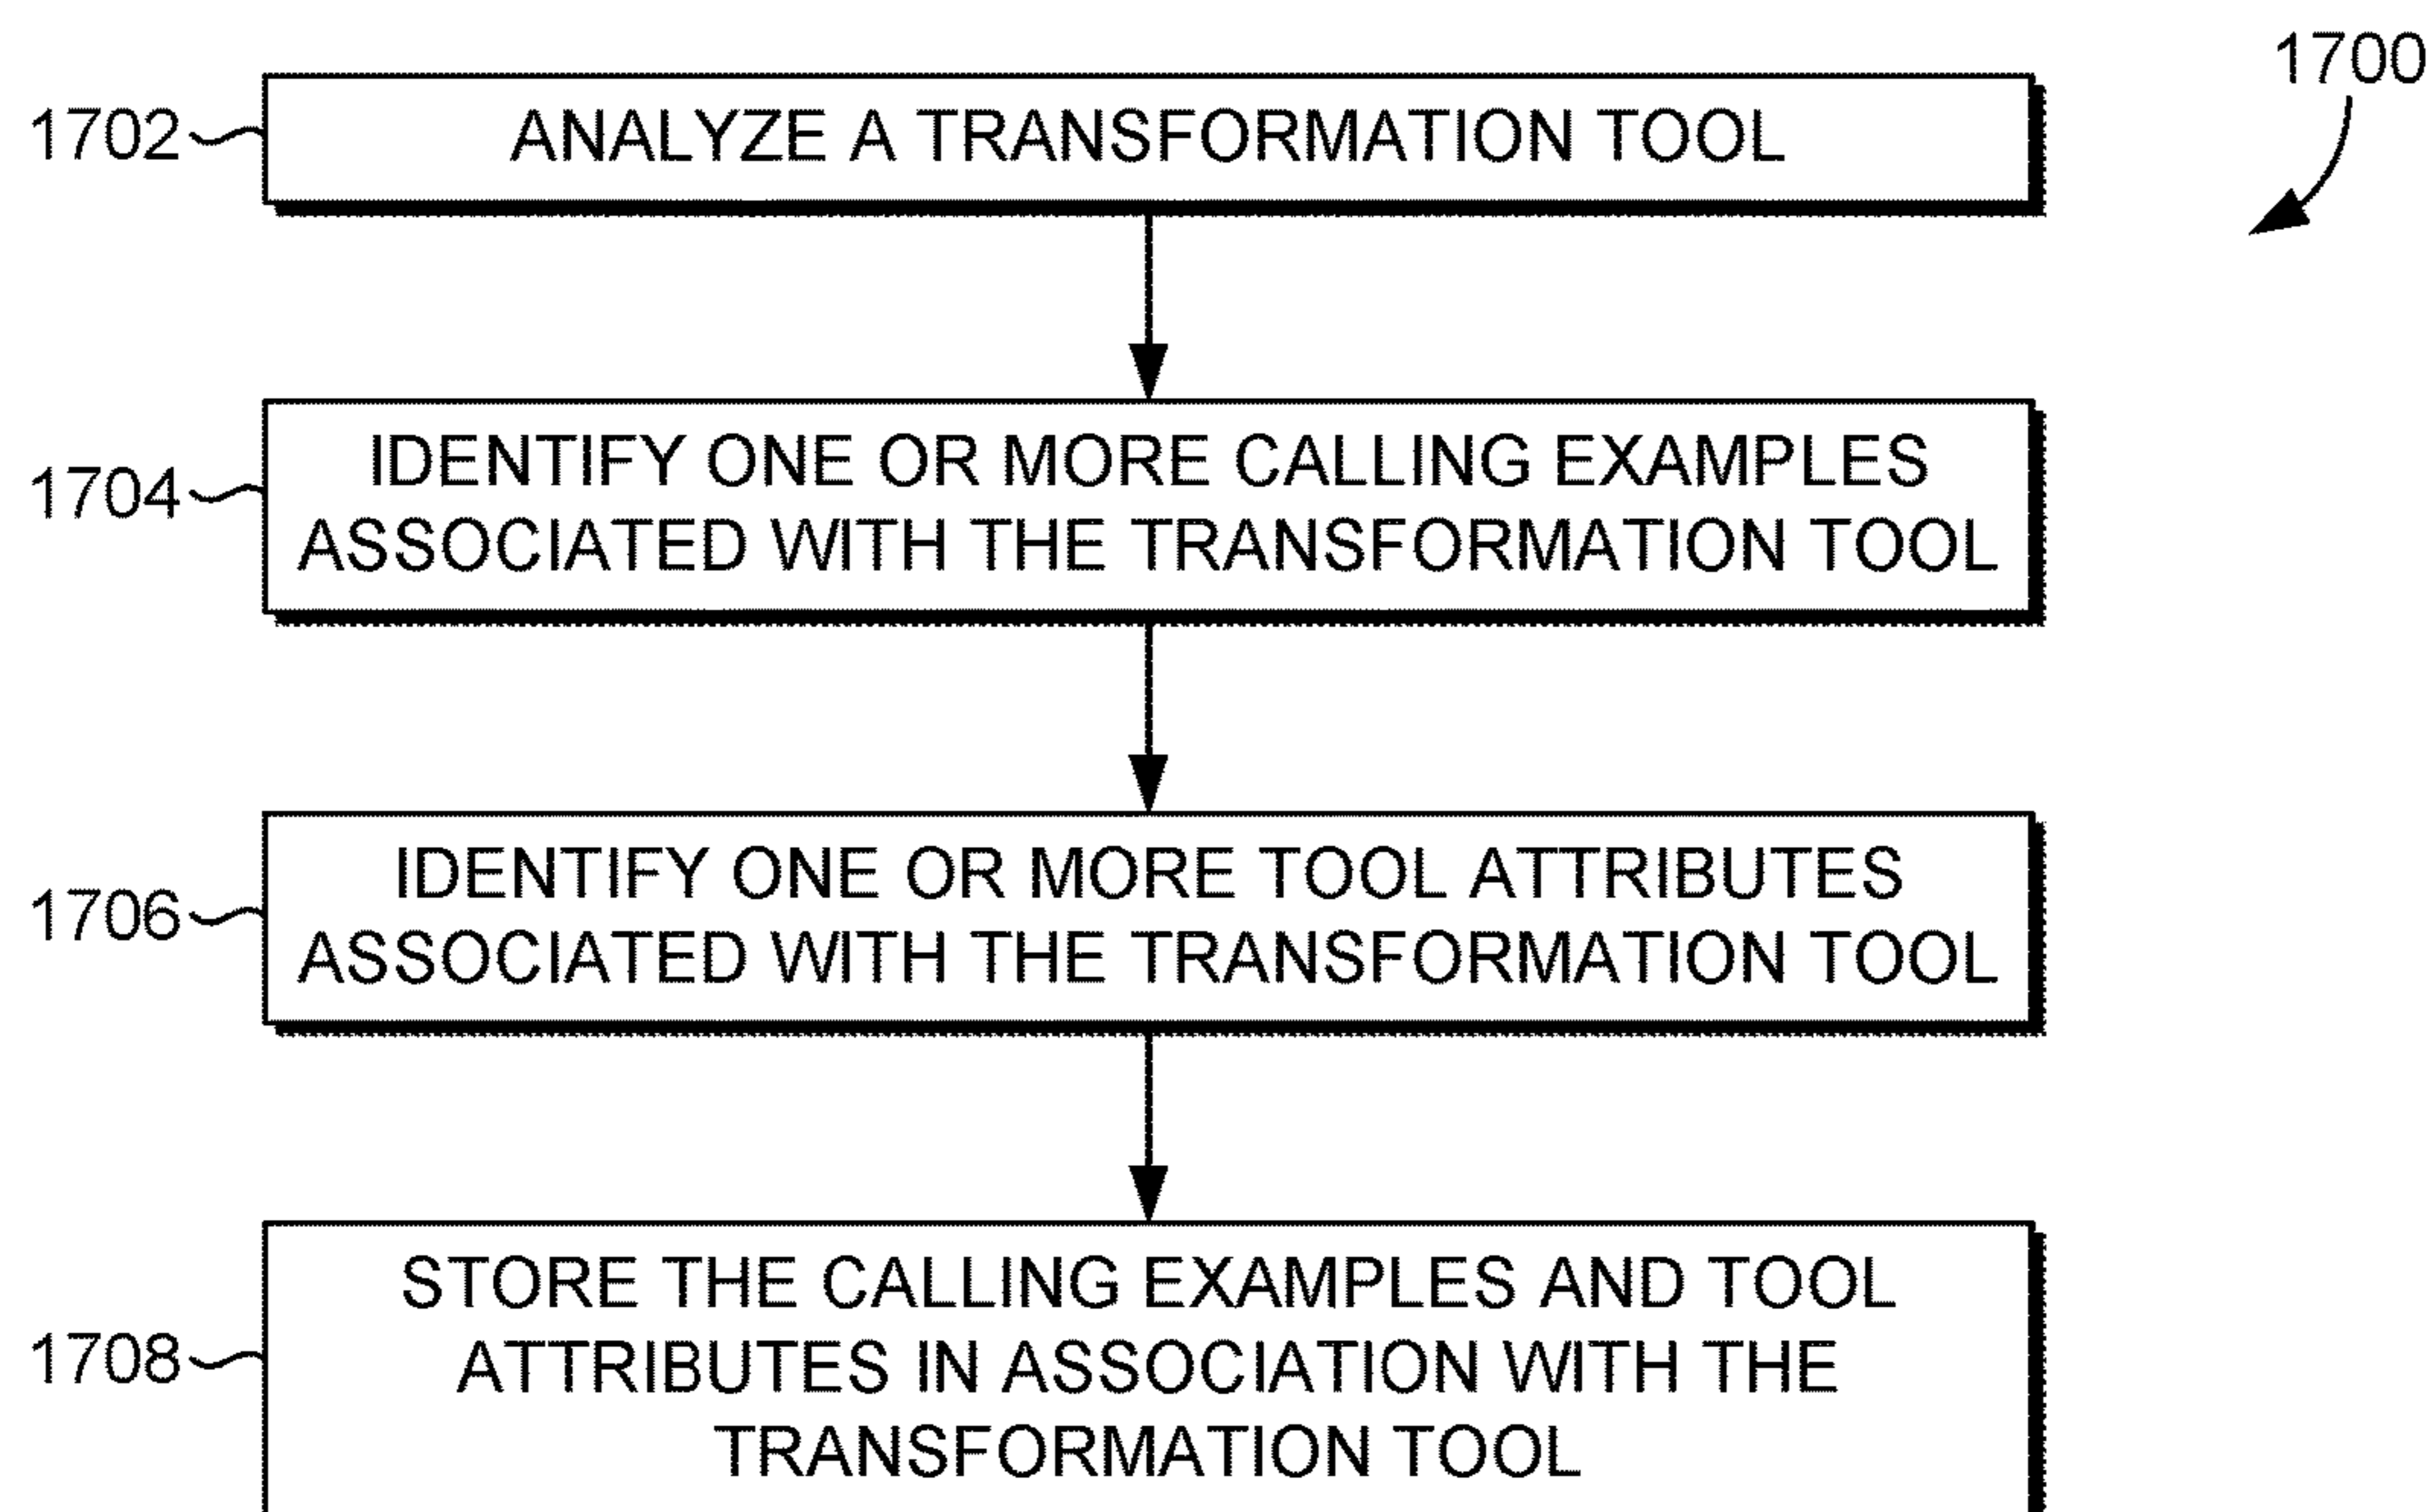 1700
1702
ANALYZE A TRANSFORMATION TOOL
1704
IDENTIFY ONE OR MORE CALLING EXAMPLES
ASSOCIATED WITH THE TRANSFORMATION TOOL
1706
IDENTIFY ONE OR MORE TOOL ATTRIBUTES
ASSOCIATED WITH THE TRANSFORMATION TOOL
1708
STORE THE CALLING EXAMPLES AND TOOL
ATTRIBUTES IN ASSOCIATION WITH THE
TRANSFORMATION TOOL